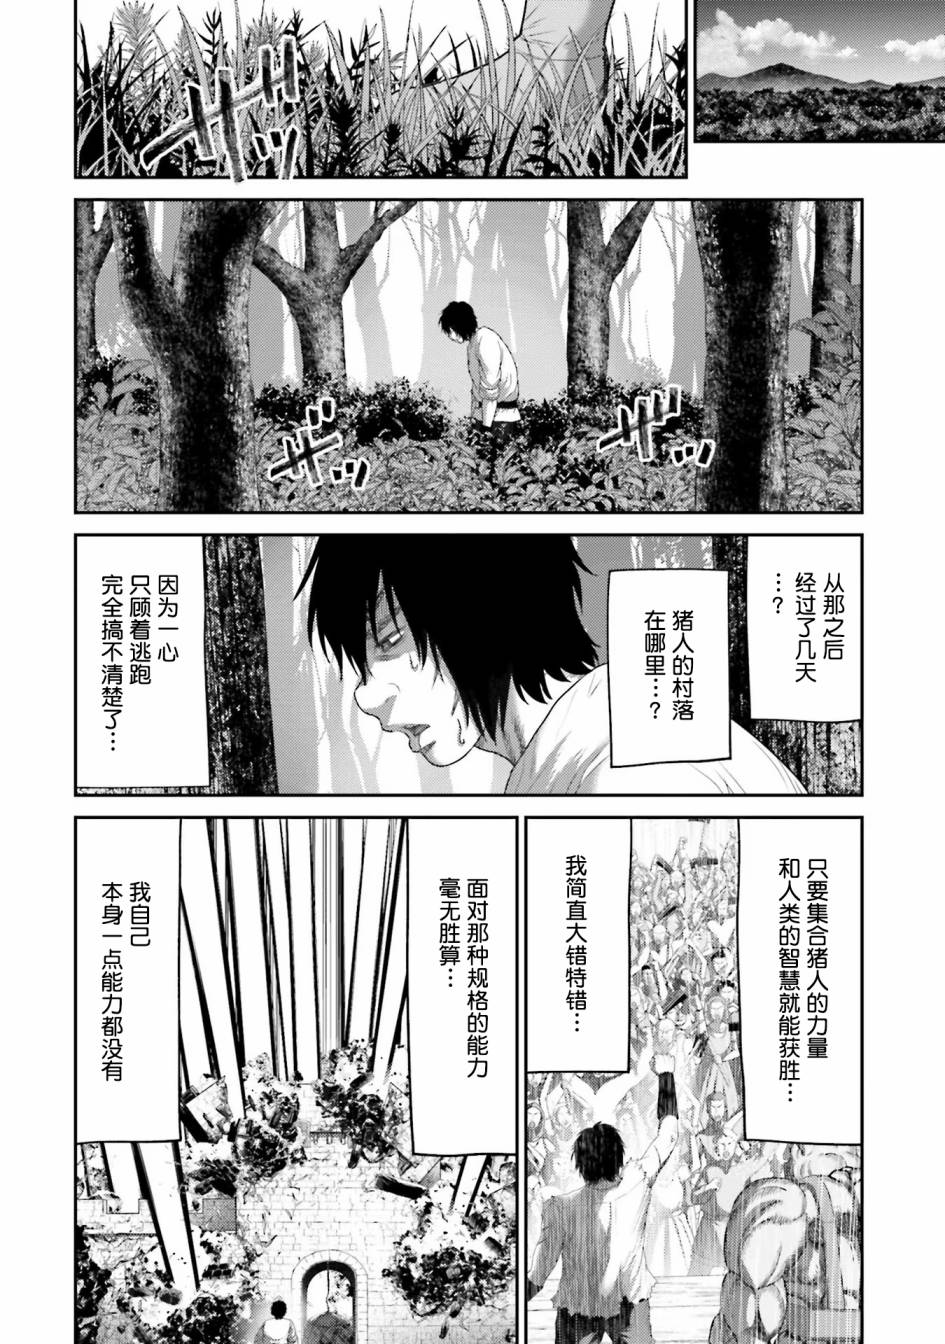 ザッ
ザッ
ザッ
ザッ
从那之后
经过了几天
…?
猪人的村落
在哪里…?
因为一心
只顾着逃跑
完全搞不清楚了…
只要集合猪人的力量
和人类的智慧就能获胜…
我简直大错特错…
面对那种规格的能力
毫无胜算…
我自己
本身一点能力都没有